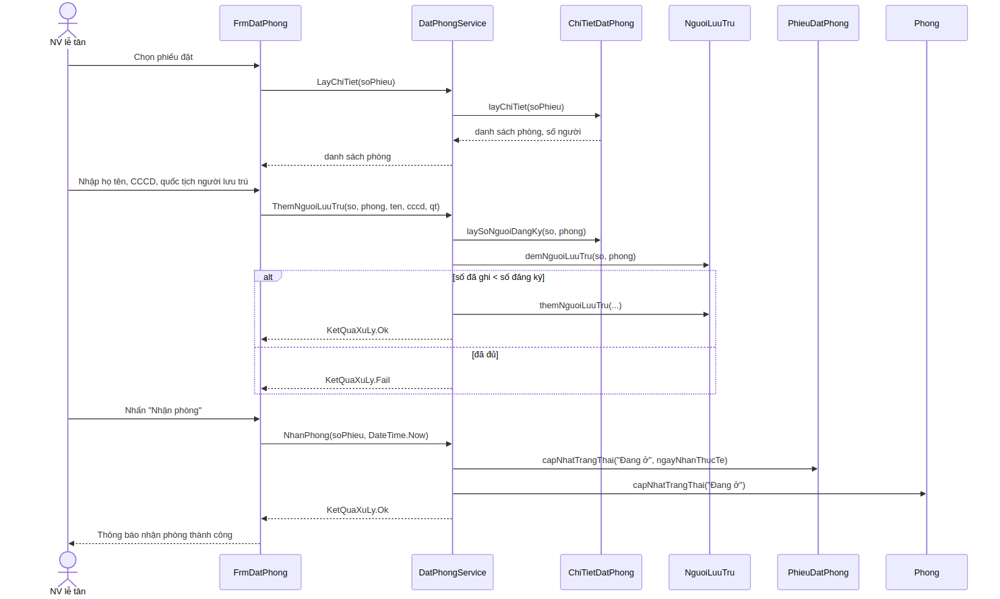 NV lễ tân
FrmDatPhong
DatPhongService
ChiTietDatPhong
NguoiLuuTru
PhieuDatPhong
Phong
Chọn phiếu đặt
LayChiTiet(soPhieu)
layChiTiet(soPhieu)
danh sách phòng, số người
danh sách phòng
Nhập họ tên, CCCD, quốc tịch người lưu trú
ThemNguoiLuuTru(so, phong, ten, cccd, qt)
laySoNguoiDangKy(so, phong)
demNguoiLuuTru(so, phong)
alt
[số đã ghi < số đăng ký]
themNguoiLuuTru(...)
KetQuaXuLy.Ok
[đã đủ]
KetQuaXuLy.Fail
Nhấn "Nhận phòng"
NhanPhong(soPhieu, DateTime.Now)
capNhatTrangThai("Đang ở", ngayNhanThucTe)
capNhatTrangThai("Đang ở")
KetQuaXuLy.Ok
Thông báo nhận phòng thành công
NV lễ tân
FrmDatPhong
DatPhongService
ChiTietDatPhong
NguoiLuuTru
PhieuDatPhong
Phong